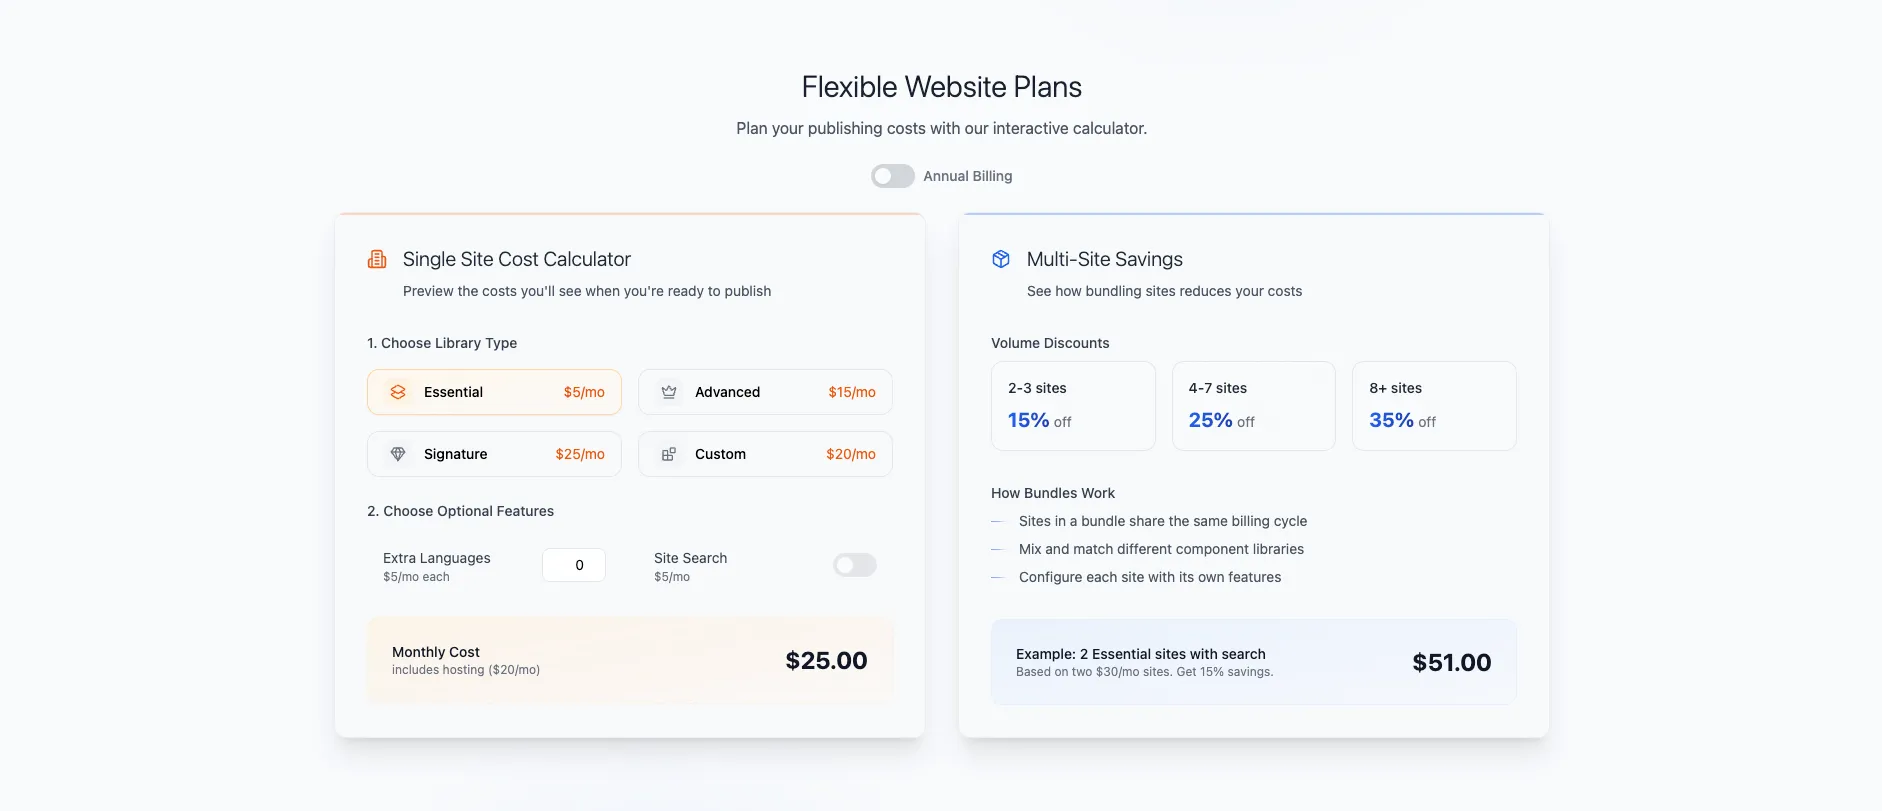 Flexible Website Plans
Plan your publishing costs with our interactive calculator.
Annual Billing
Single Site Cost Calculator
Preview the costs you'll see when you're ready to publish
1. Choose Library Type
Essential $5/mo
Advanced $15/mo
Signature $25/mo
Custom $20/mo
2. Choose Optional Features
Extra Languages
$5/mo each
0
Site Search
$5/mo
Monthly Cost
includes hosting ($20/mo)
$25.00
Multi-Site Savings
See how bundling sites reduces your costs
Volume Discounts
2-3 sites
15% off
4-7 sites
25% off
8+ sites
35% off
How Bundles Work
Sites in a bundle share the same billing cycle
Mix and match different component libraries
Configure each site with its own features
Example: 2 Essential sites with search
Based on two $30/mo sites. Get 15% savings.
$51.00